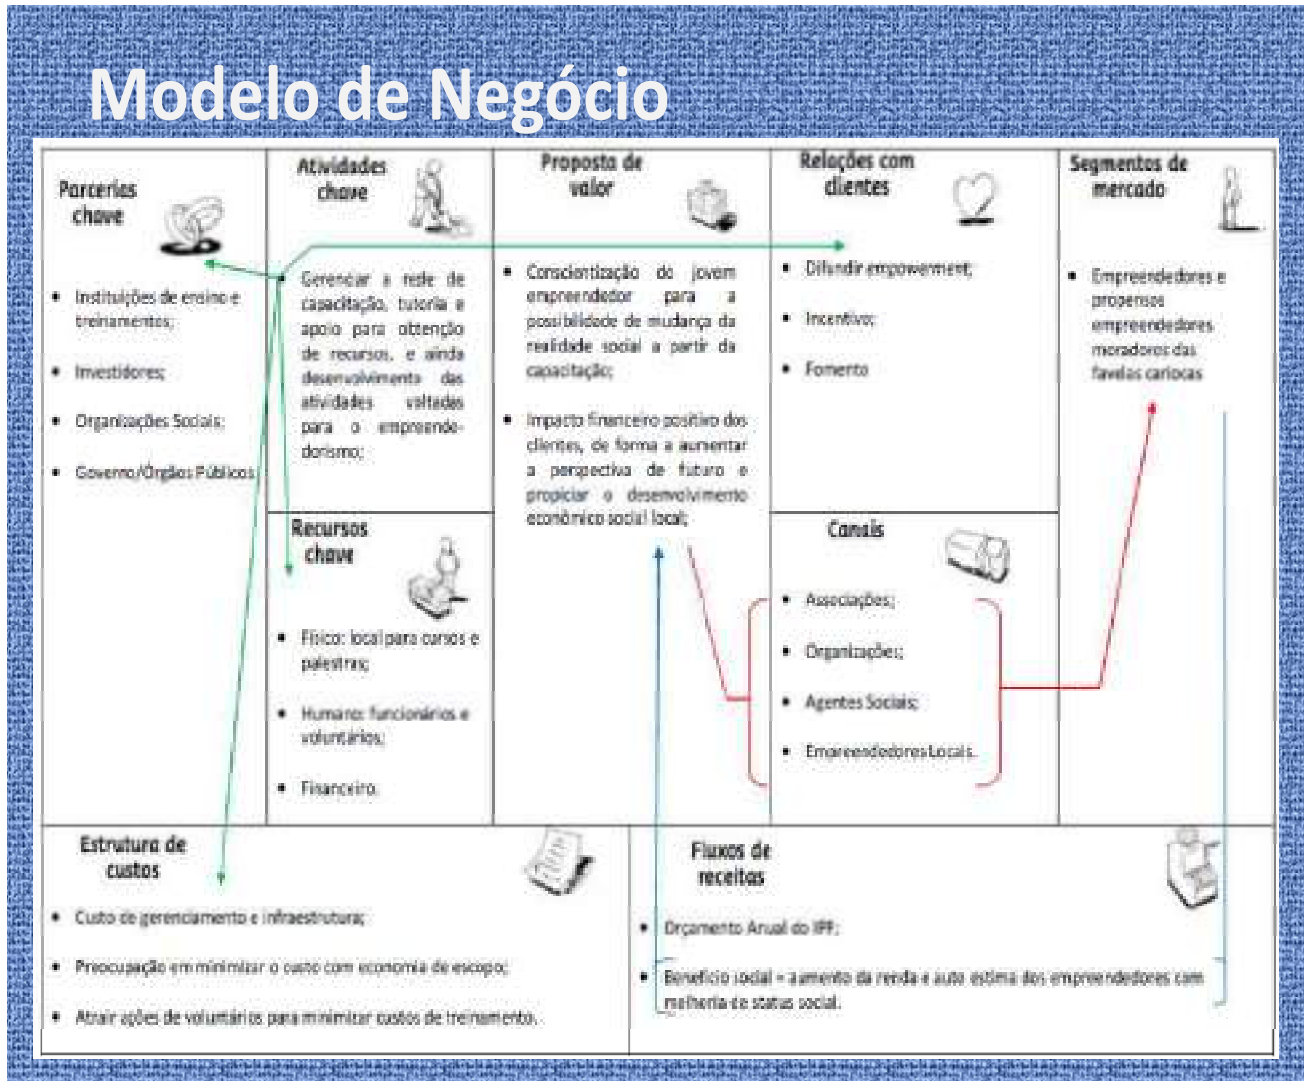 Modelo de Negócio
Parcerias
chave
Instituições de ensino e
treinamentos;
Investidores;
Organizações Sociais;
Governo/Órgãos Públicos
Atividades
chave
Gerenciar a rede de
capacitação, tutoria e
apoio para obtenção
de recursos, e ainda
desenvolvimento das
atividades voltadas
para o empreende-
dorismo;
Recursos
chave
Físico: local para cursos e
palestras;
Humano: funcionários e
voluntários;
Financeiro.
Proposta de
valor
Conscientização do jovem
empreendedor para a
possibilidade de mudança da
realidade social a partir da
capacitação;
Impacto financeiro positivo dos
clientes, de forma a aumentar
a perspectiva de futuro e
propiciar o desenvolvimento
econômico social local;
Relações com
clientes
Difundir empowerment;
Incentivo;
Fomento
Canais
Associações;
Organizações;
Agentes Sociais;
Empreendedores Locais.
Segmentos de
mercado
Empreendedores e
propensos
empreendedores
moradores das
favelas cariocas
Estrutura de
custos
Custo de gerenciamento e infraestrutura;
Preocupação em minimizar o custo com economia de escopo;
Atrair ações de voluntários para minimizar custos de treinamento.
Fluxos de
receitas
Orçamento Anual do IPP;
Benefício social = aumento da renda e auto estima dos empreendedores com
melhoria de status social.